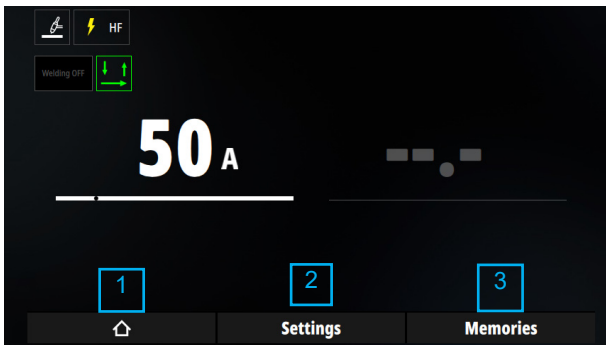 HF
Welding OFF
50 A
--.-
1
2
3
Settings
Memories